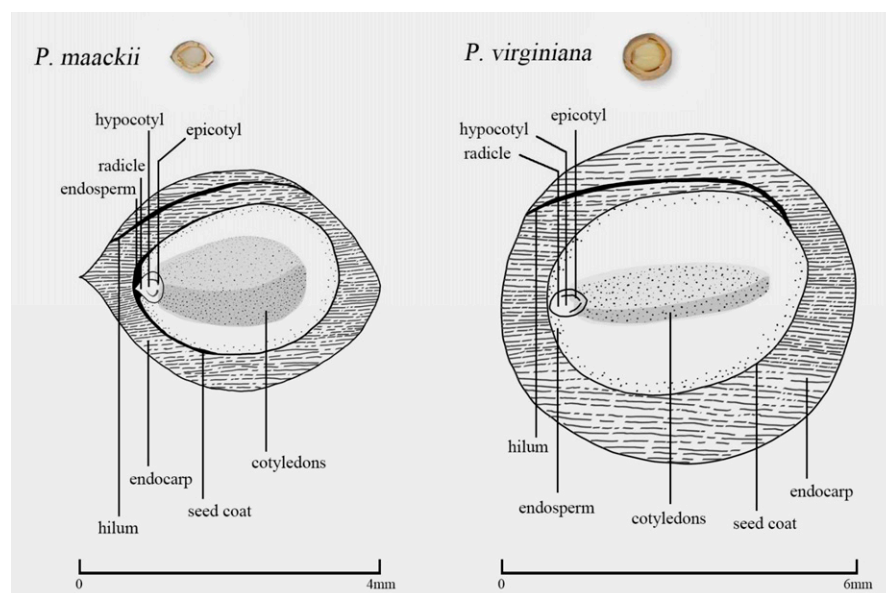 P. maackii
hypocotyl
epicotyl
radicle
endosperm
cotyledons
endocarp
seed coat
hilum
0
4mm
P. virginiana
epicotyl
hypocotyl
radicle
hilum
endocarp
endosperm
cotyledons
seed coat
0
6mm